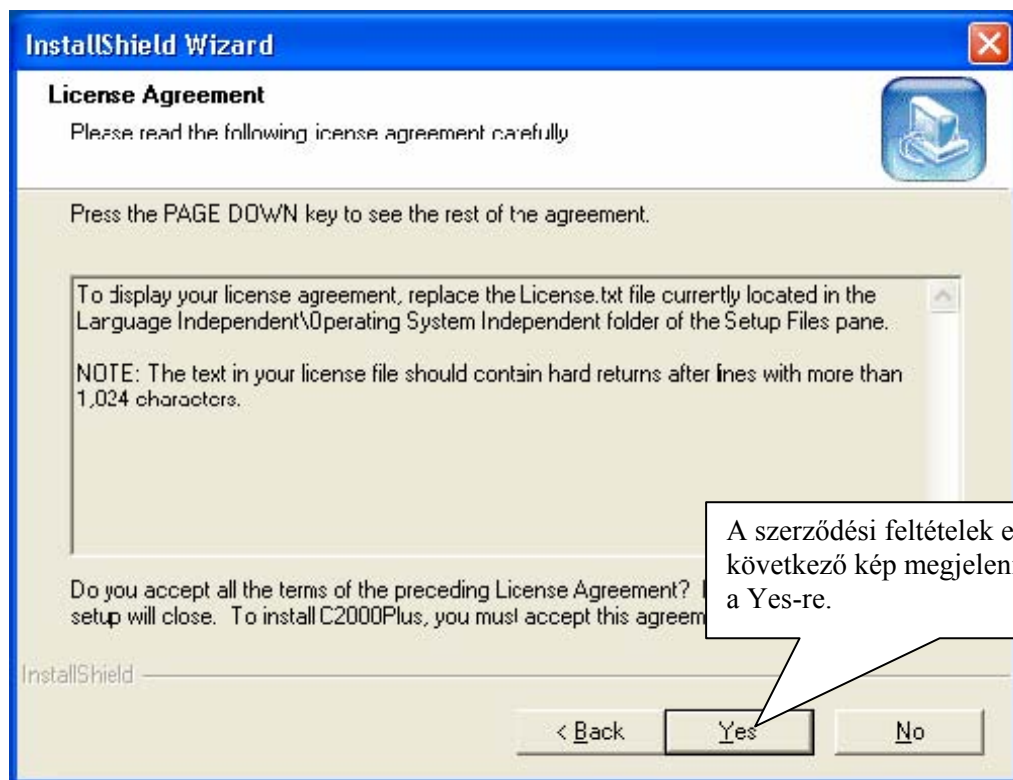 InstallShield Wizard
License Agreement
Please read the following license agreement carefully
Press the PAGE DOWN key to see the rest of the agreement.
To display your license agreement, replace the License.txt file currently located in the
Language Independent\Operating System Independent folder of the Setup Files pane.
NOTE: The text in your license file should contain hard returns after lines with more than
1,024 characters.
Do you accept all the terms of the preceding License Agreement?
setup will close. To install C2000Plus, you must accept this agreem
A szerződési feltételek e
következő kép megjelen
a Yes-re.
InstallShield
< Back
Yes
No